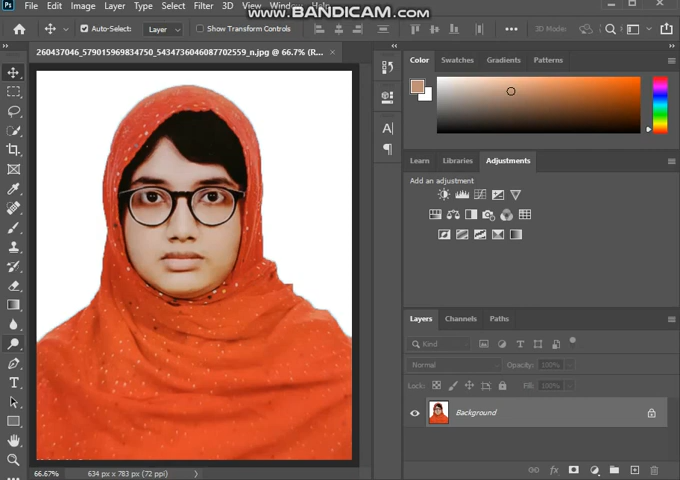 www.BANDICAM.com
Ps File Edit Image Layer Type Select Filter 3D View Window Help
Auto-Select: Layer Show Transform Controls 3D Mode:
260437046_579015969834750_5434736046087702559_n.jpg @ 66.7% (R...
Color Swatches Gradients Patterns
Learn Libraries Adjustments
Add an adjustment
Layers Channels Paths
Kind
Normal Opacity: 100%
Lock: Fill: 100%
Background
66.67% 634 px x 783 px (72 ppi)